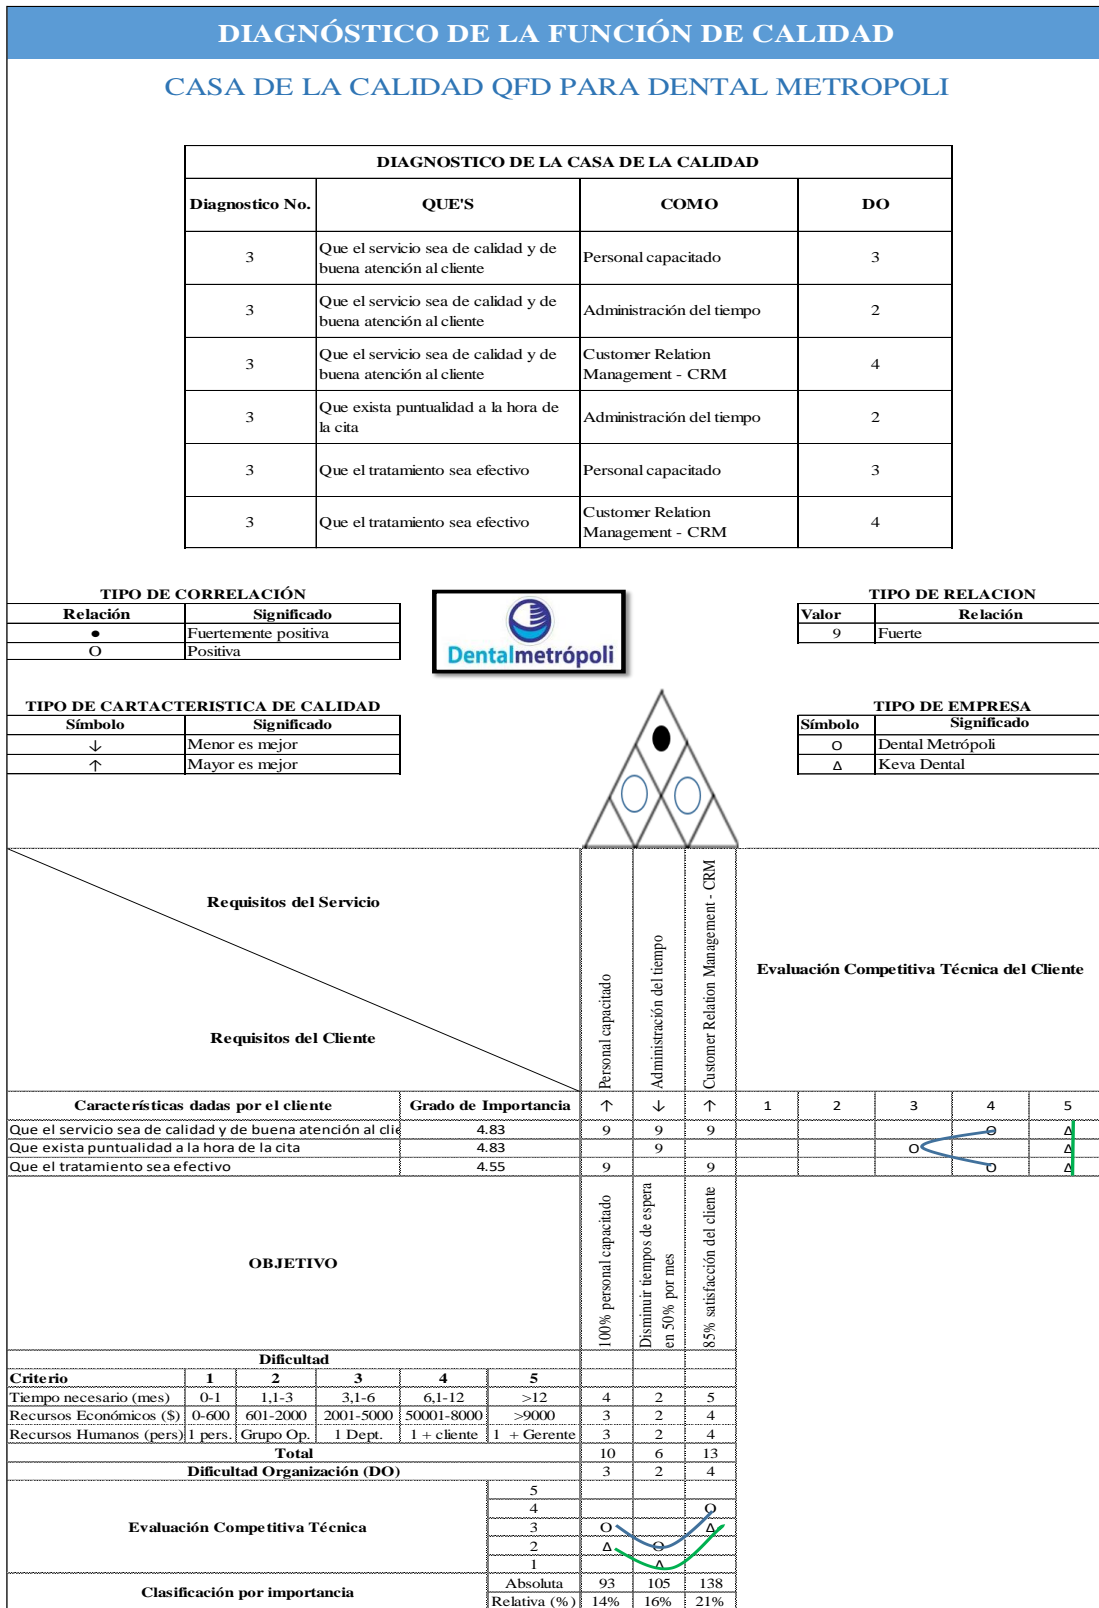 DIAGNÓSTICO DE LA FUNCIÓN DE CALIDAD
CASA DE LA CALIDAD QFD PARA DENTAL METROPOLI
DIAGNOSTICO DE LA CASA DE LA CALIDAD
Diagnostico No. QUE'S COMO DO
3 Que el servicio sea de calidad y de buena atención al cliente Personal capacitado 3
3 Que el servicio sea de calidad y de buena atención al cliente Administración del tiempo 2
3 Que el servicio sea de calidad y de buena atención al cliente Customer Relation Management - CRM 4
3 Que exista puntualidad a la hora de la cita Administración del tiempo 2
3 Que el tratamiento sea efectivo Personal capacitado 3
3 Que el tratamiento sea efectivo Customer Relation Management - CRM 4
TIPO DE CORRELACIÓN
Relación Significado
● Fuertemente positiva
O Positiva
Dentalmetrópoli
TIPO DE RELACION
Valor Relación
9 Fuerte
TIPO DE CARTACTERISTICA DE CALIDAD
Símbolo Significado
↓ Menor es mejor
↑ Mayor es mejor
TIPO DE EMPRESA
Símbolo Significado
O Dental Metrópoli
Δ Keva Dental
Requisitos del Servicio
Requisitos del Cliente
Personal capacitado
Administración del tiempo
Customer Relation Management - CRM
Evaluación Competitiva Técnica del Cliente
Características dadas por el cliente Grado de Importancia ↑ ↓ ↑ 1 2 3 4 5
Que el servicio sea de calidad y de buena atención al clie 4.83 9 9 9 O Δ
Que exista puntualidad a la hora de la cita 4.83 9 O Δ
Que el tratamiento sea efectivo 4.55 9 9 O Δ
OBJETIVO
100% personal capacitado
Disminuir tiempos de espera
en 50% por mes
85% satisfacción del cliente
Dificultad
Criterio 1 2 3 4 5
Tiempo necesario (mes) 0-1 1,1-3 3,1-6 6,1-12 >12 4 2 5
Recursos Económicos ($) 0-600 601-2000 2001-5000 50001-8000 >9000 3 2 4
Recursos Humanos (pers) 1 pers. Grupo Op. 1 Dept. 1 + cliente 1 + Gerente 3 2 4
Total 10 6 13
Dificultad Organización (DO) 3 2 4
Evaluación Competitiva Técnica
5
4 O
3 O Δ
2 Δ O
1 Δ
Clasificación por importancia
Absoluta 93 105 138
Relativa (%) 14% 16% 21%